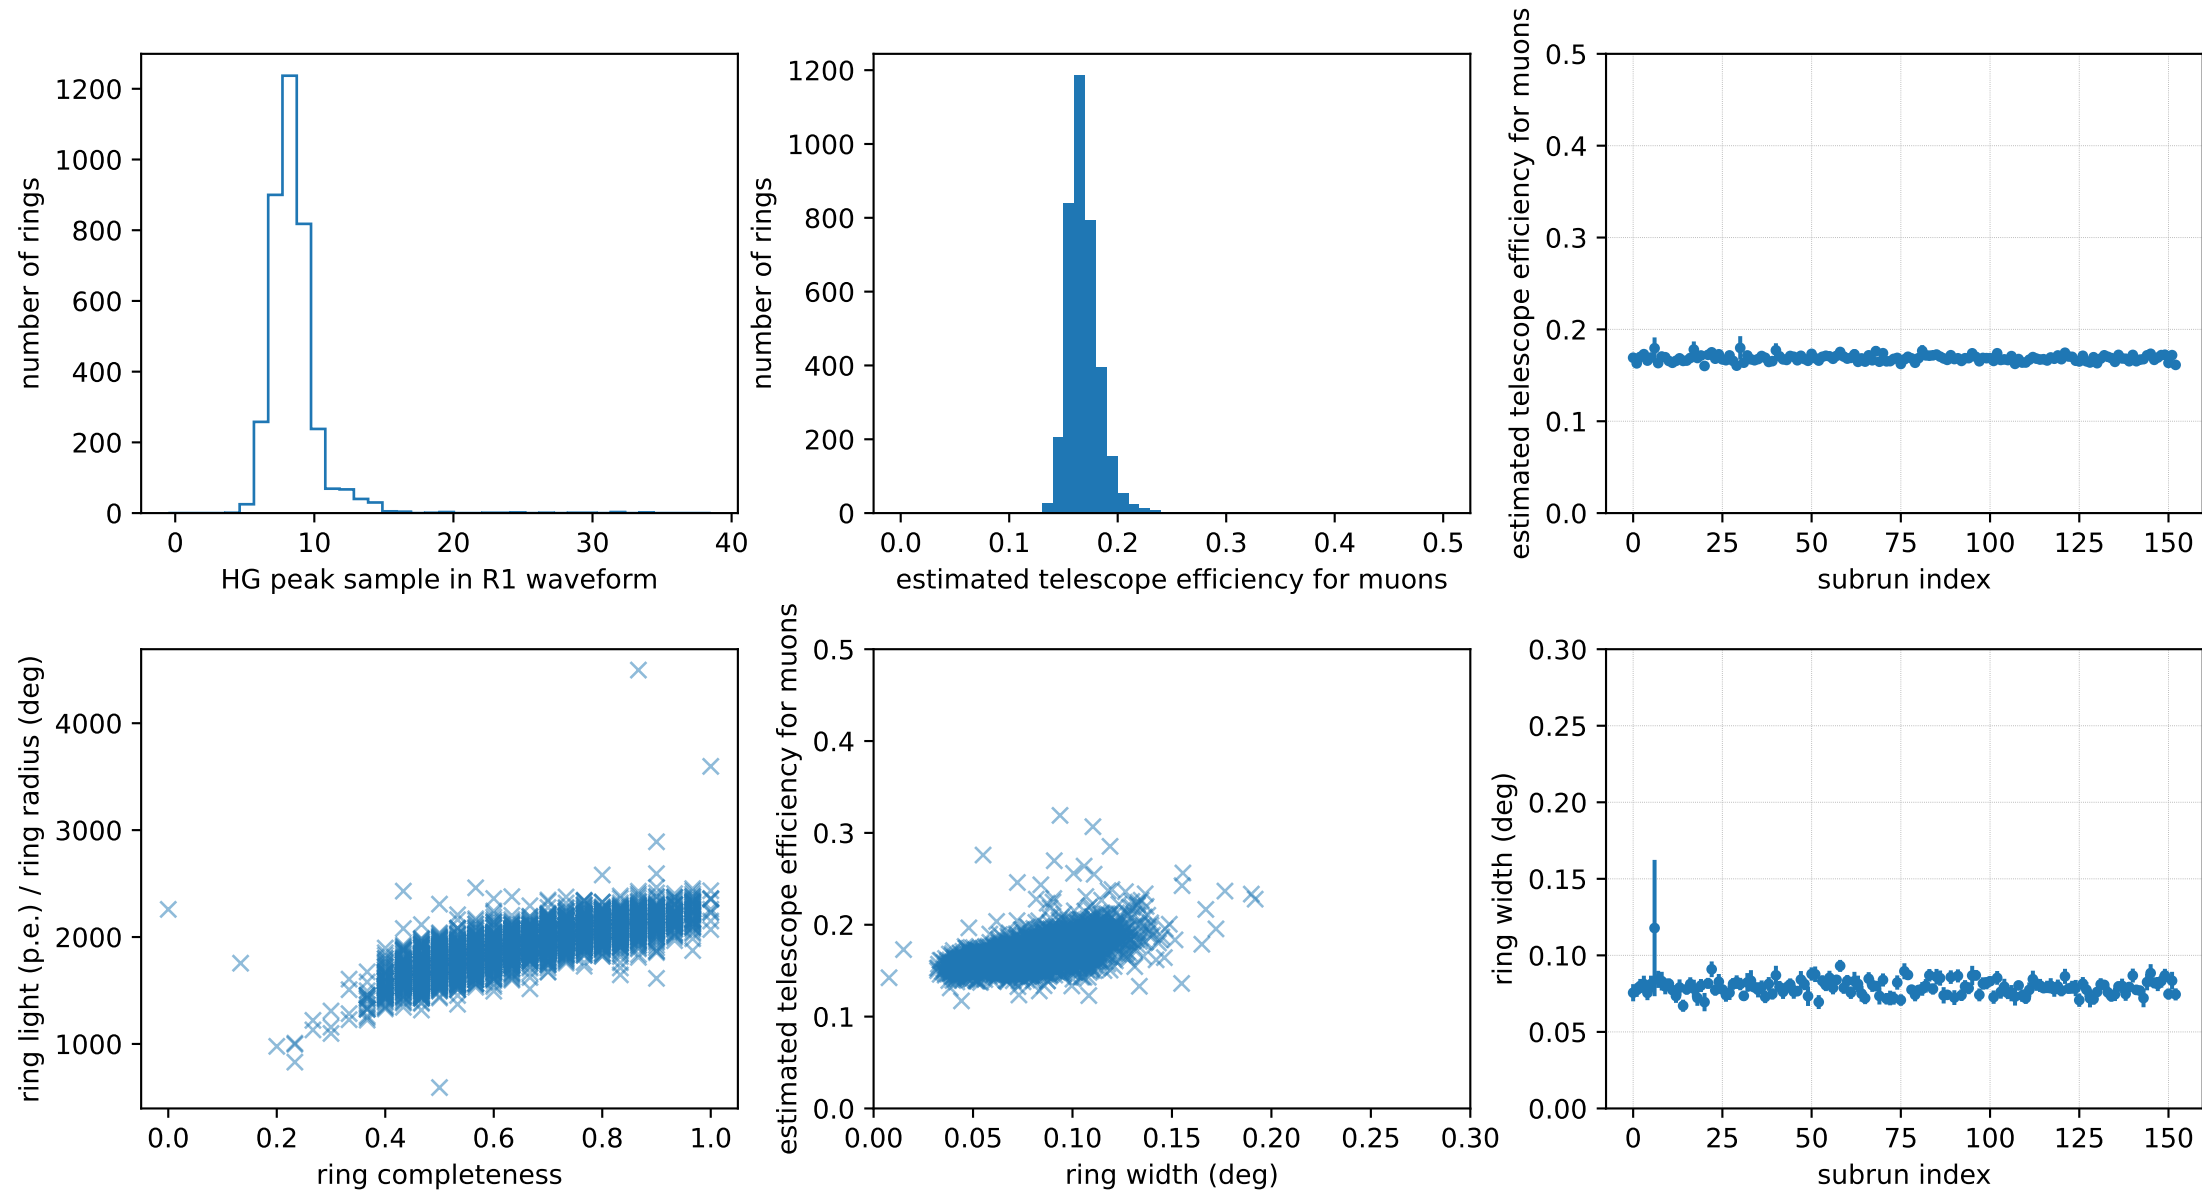 number of rings
1200
1000
800
600
400
200
0
0 10 20 30 40
HG peak sample in R1 waveform
number of rings
1200
1000
800
600
400
200
0
0.0 0.1 0.2 0.3 0.4 0.5
estimated telescope efficiency for muons
estimated telescope efficiency for muons
0.5
0.4
0.3
0.2
0.1
0.0
0 25 50 75 100 125 150
subrun index
ring light (p.e.) / ring radius (deg)
4000
3000
2000
1000
0.0 0.2 0.4 0.6 0.8 1.0
ring completeness
estimated telescope efficiency for muons
0.5
0.4
0.3
0.2
0.1
0.0
0.00 0.05 0.10 0.15 0.20 0.25 0.30
ring width (deg)
ring width (deg)
0.30
0.25
0.20
0.15
0.10
0.05
0.00
0 25 50 75 100 125 150
subrun index